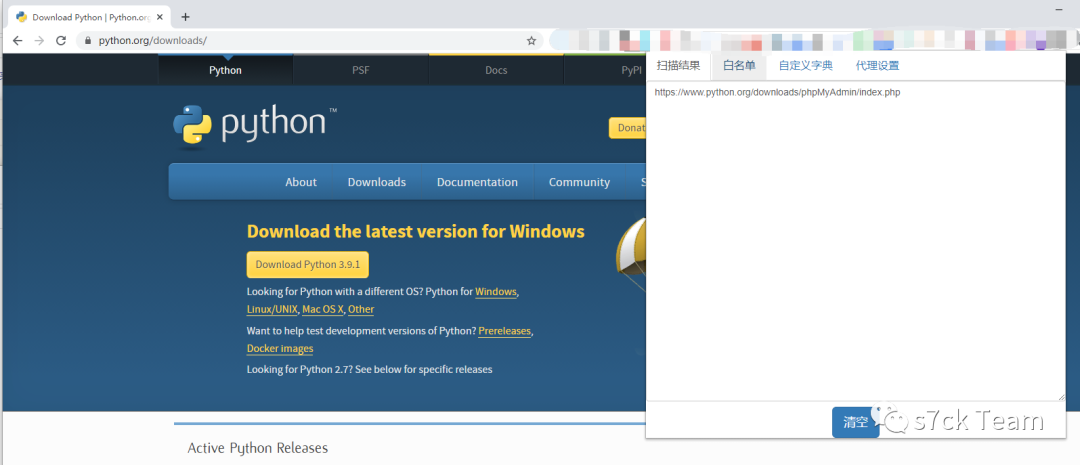 Download Python | Python.org
python.org/downloads/
Python
PSF
Docs
PyPI
python™
Donat
About
Downloads
Documentation
Community
S
Download the latest version for Windows
Download Python 3.9.1
Looking for Python with a different OS? Python for Windows,
Linux/UNIX, Mac OS X, Other
Want to help test development versions of Python? Prereleases,
Docker images
Looking for Python 2.7? See below for specific releases
Active Python Releases
扫描结果
白名单
自定义字典
代理设置
https://www.python.org/downloads/phpMyAdmin/index.php
清空
s7ck Team